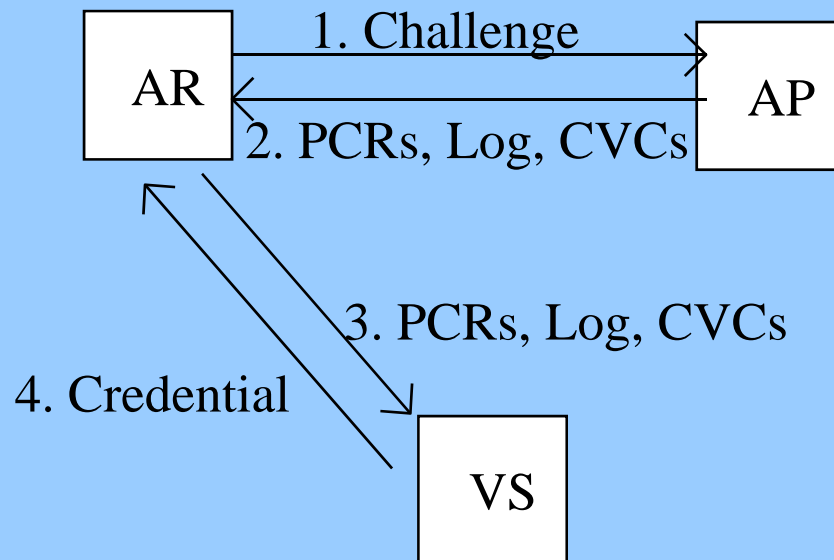 1. Challenge
AR
AP
2. PCRs, Log, CVCs
3. PCRs, Log, CVCs
4. Credential
VS